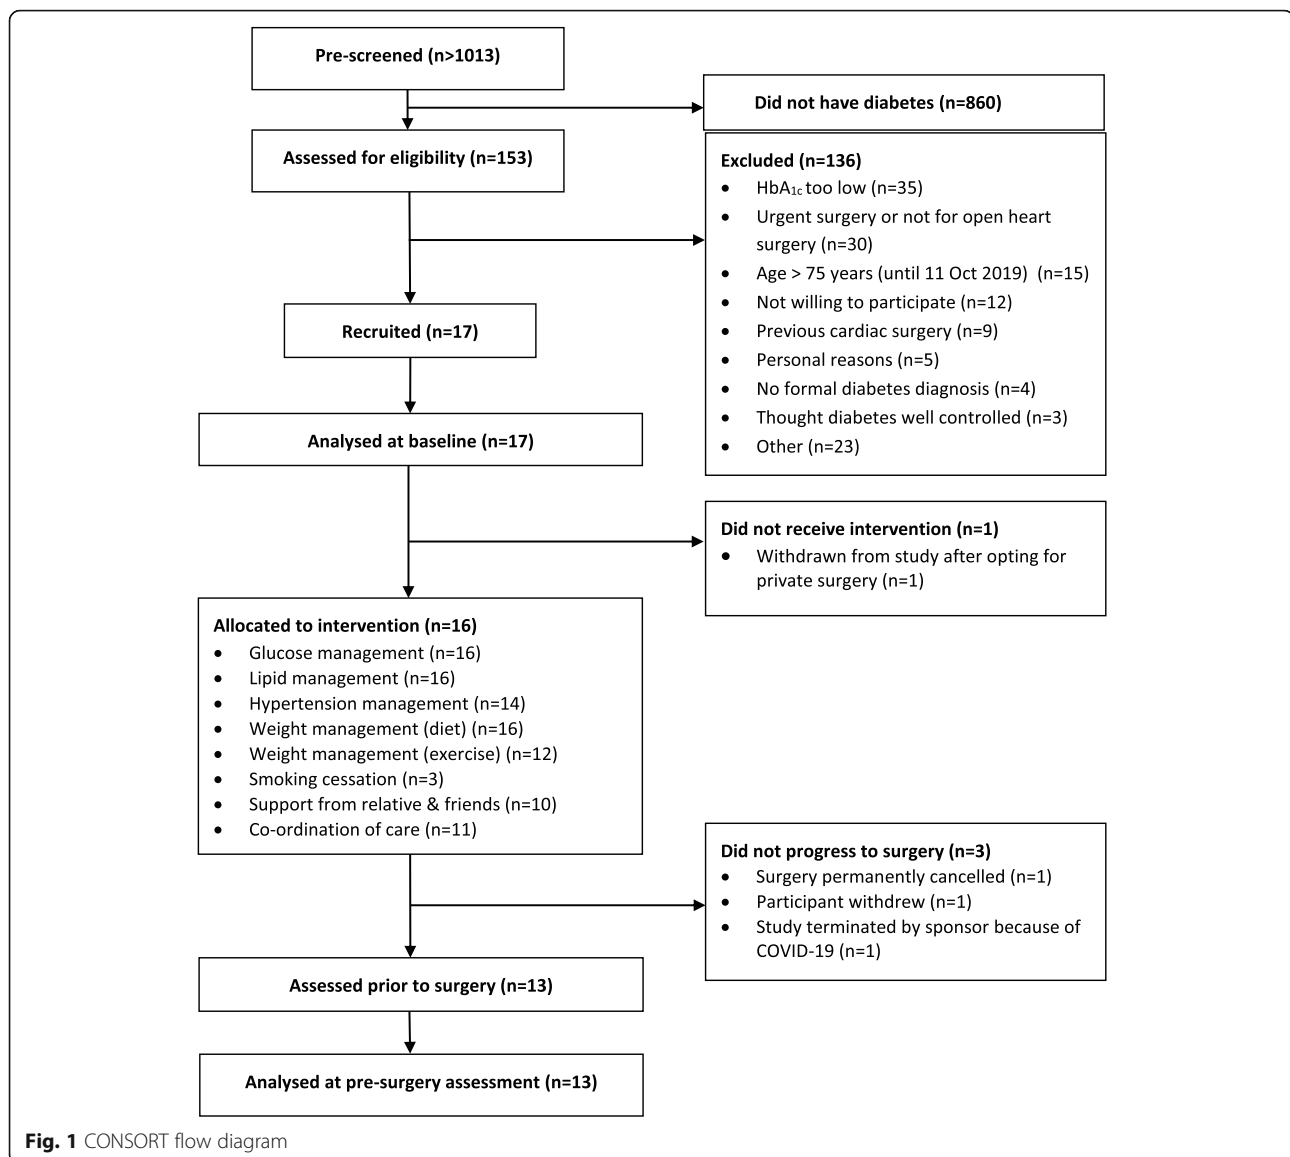 Pre-screened (n>1013)
Did not have diabetes (n=860)
Assessed for eligibility (n=153)
Excluded (n=136)
• HbA1c too low (n=35)
• Urgent surgery or not for open heart
surgery (n=30)
• Age > 75 years (until 11 Oct 2019) (n=15)
• Not willing to participate (n=12)
• Previous cardiac surgery (n=9)
• Personal reasons (n=5)
• No formal diabetes diagnosis (n=4)
• Thought diabetes well controlled (n=3)
• Other (n=23)
Recruited (n=17)
Analysed at baseline (n=17)
Did not receive intervention (n=1)
• Withdrawn from study after opting for
private surgery (n=1)
Allocated to intervention (n=16)
• Glucose management (n=16)
• Lipid management (n=16)
• Hypertension management (n=14)
• Weight management (diet) (n=16)
• Weight management (exercise) (n=12)
• Smoking cessation (n=3)
• Support from relative & friends (n=10)
• Co-ordination of care (n=11)
Did not progress to surgery (n=3)
• Surgery permanently cancelled (n=1)
• Participant withdrew (n=1)
• Study terminated by sponsor because of
COVID-19 (n=1)
Assessed prior to surgery (n=13)
Analysed at pre-surgery assessment (n=13)
Fig. 1 CONSORT flow diagram